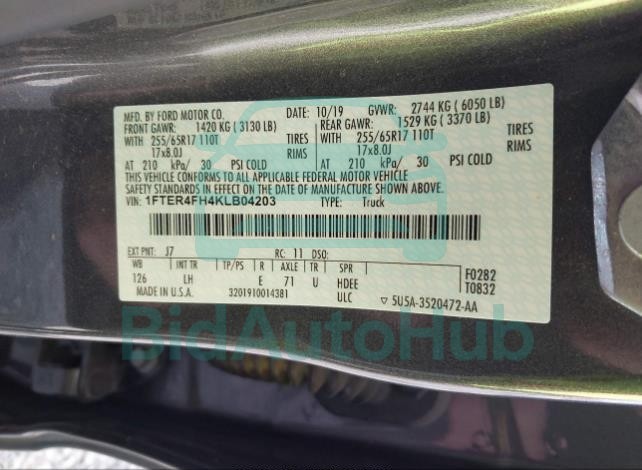 MFD. BY FORD MOTOR CO. DATE: 10/19 GVWR: 2744 KG ( 6050 LB)
FRONT GAWR: 1420 KG ( 3130 LB) REAR GAWR: 1529 KG ( 3370 LB)
WITH 255/65R17 110T TIRES WITH 255/65R17 110T TIRES
17x8.0J RIMS 17x8.0J RIMS
AT 210 kPa/ 30 PSI COLD AT 210 kPa/ 30 PSI COLD
THIS VEHICLE CONFORMS TO ALL APPLICABLE FEDERAL MOTOR VEHICLE
SAFETY STANDARDS IN EFFECT ON THE DATE OF MANUFACTURE SHOWN ABOVE.
VIN: 1FTER4FH4KLB04203 TYPE: Truck
EXT PNT: J7 RC: 11 DSO:
WB INT TR TP/PS R AXLE TR SPR F0282
126 LH E 71 U HDEE T0832
MADE IN U.S.A. 3201910014381 ULC ▽ 5U5A-3520472-AA
BidAutoHub